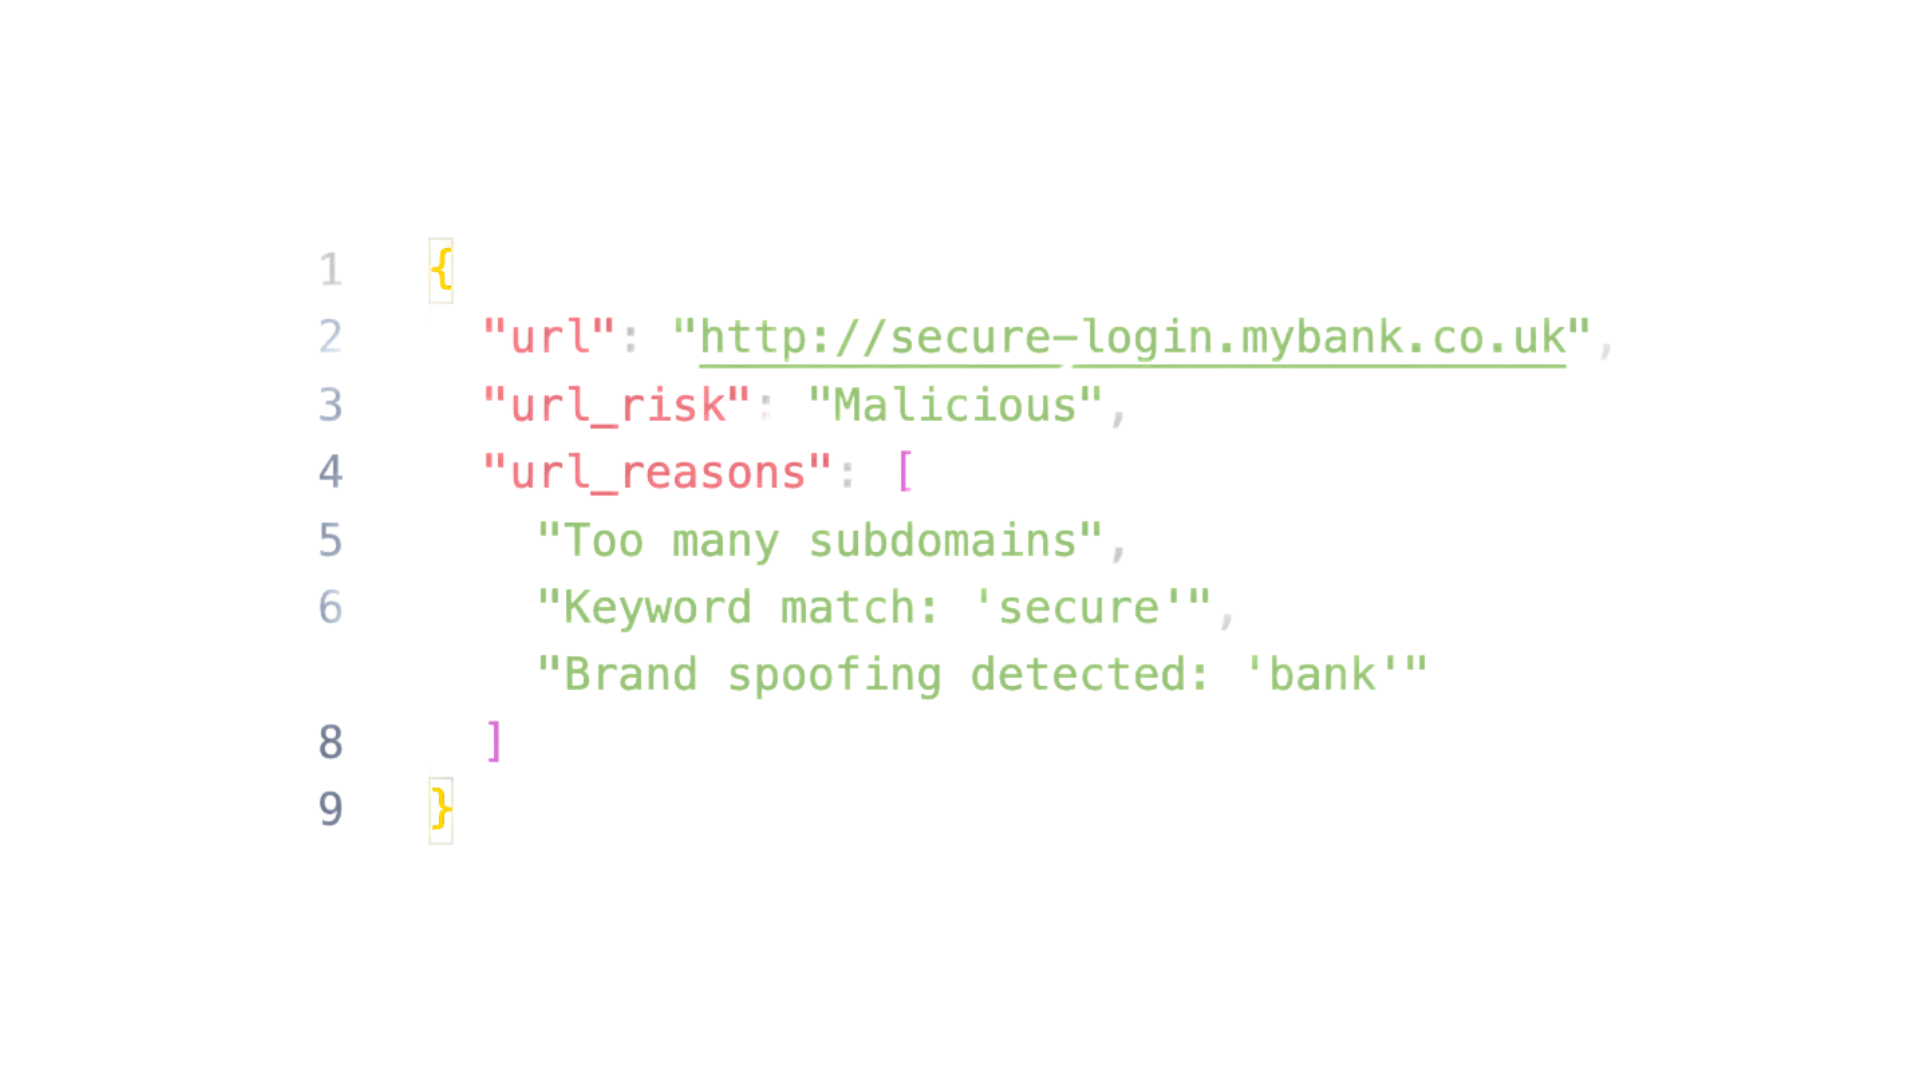 1 {
2 "url": "http://secure-login.mybank.co.uk",
3 "url_risk": "Malicious",
4 "url_reasons": [
5 "Too many subdomains",
6 "Keyword match: 'secure'",
"Brand spoofing detected: 'bank'"
8 ]
9 }